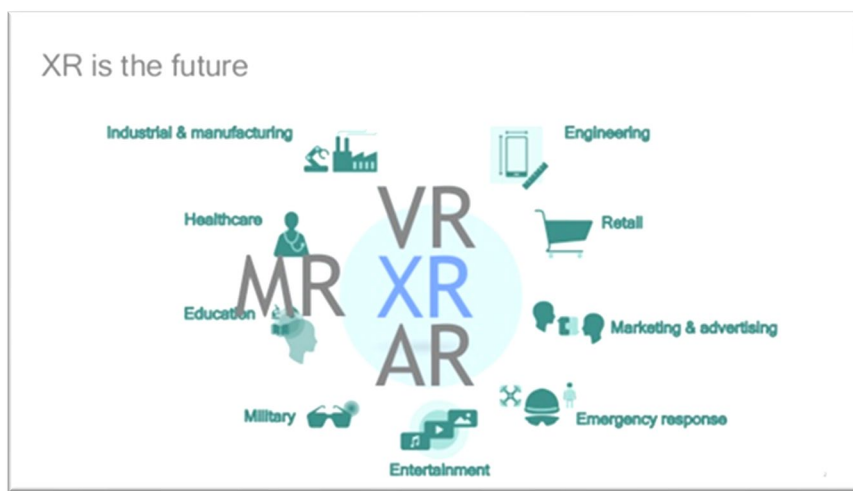 XR is the future
Industrial & manufacturing
Engineering
Healthcare
VR
Retail
MR
XR
Education
Marketing & advertising
AR
Military
Emergency response
Entertainment